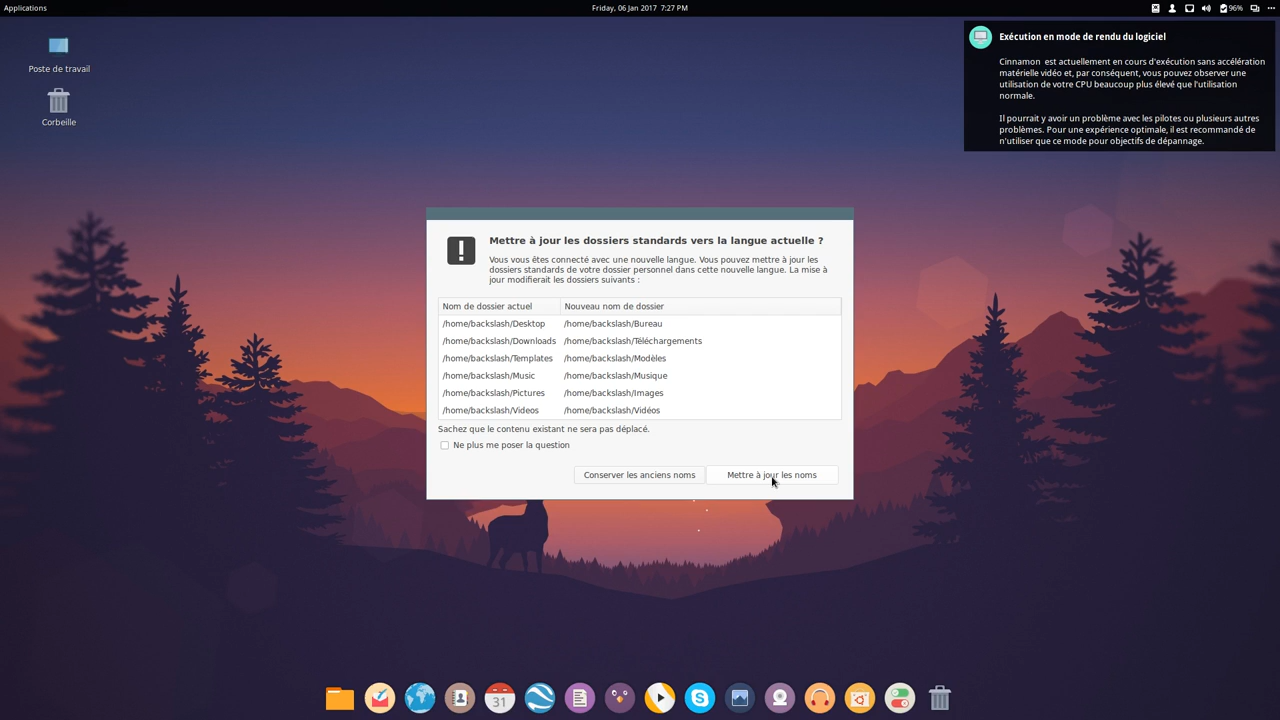 Applications
Friday, 06 Jan 2017 7:27 PM
96%
Poste de travail
Corbeille
Exécution en mode de rendu du logiciel
Cinnamon est actuellement en cours d'exécution sans accélération
matérielle vidéo et, par conséquent, vous pouvez observer une
utilisation de votre CPU beaucoup plus élevé que l'utilisation
normale.
Il pourrait y avoir un problème avec les pilotes ou plusieurs autres
problèmes. Pour une expérience optimale, il est recommandé de
n'utiliser que ce mode pour objectifs de dépannage.
Mettre à jour les dossiers standards vers la langue actuelle ?
Vous vous êtes connecté avec une nouvelle langue. Vous pouvez mettre à jour les
dossiers standards de votre dossier personnel dans cette nouvelle langue. La mise à
jour modifierait les dossiers suivants :
Nom de dossier actuel Nouveau nom de dossier
/home/backslash/Desktop /home/backslash/Bureau
/home/backslash/Downloads /home/backslash/Téléchargements
/home/backslash/Templates /home/backslash/Modèles
/home/backslash/Music /home/backslash/Musique
/home/backslash/Pictures /home/backslash/Images
/home/backslash/Videos /home/backslash/Vidéos
Sachez que le contenu existant ne sera pas déplacé.
Ne plus me poser la question
Conserver les anciens noms Mettre à jour les noms
31